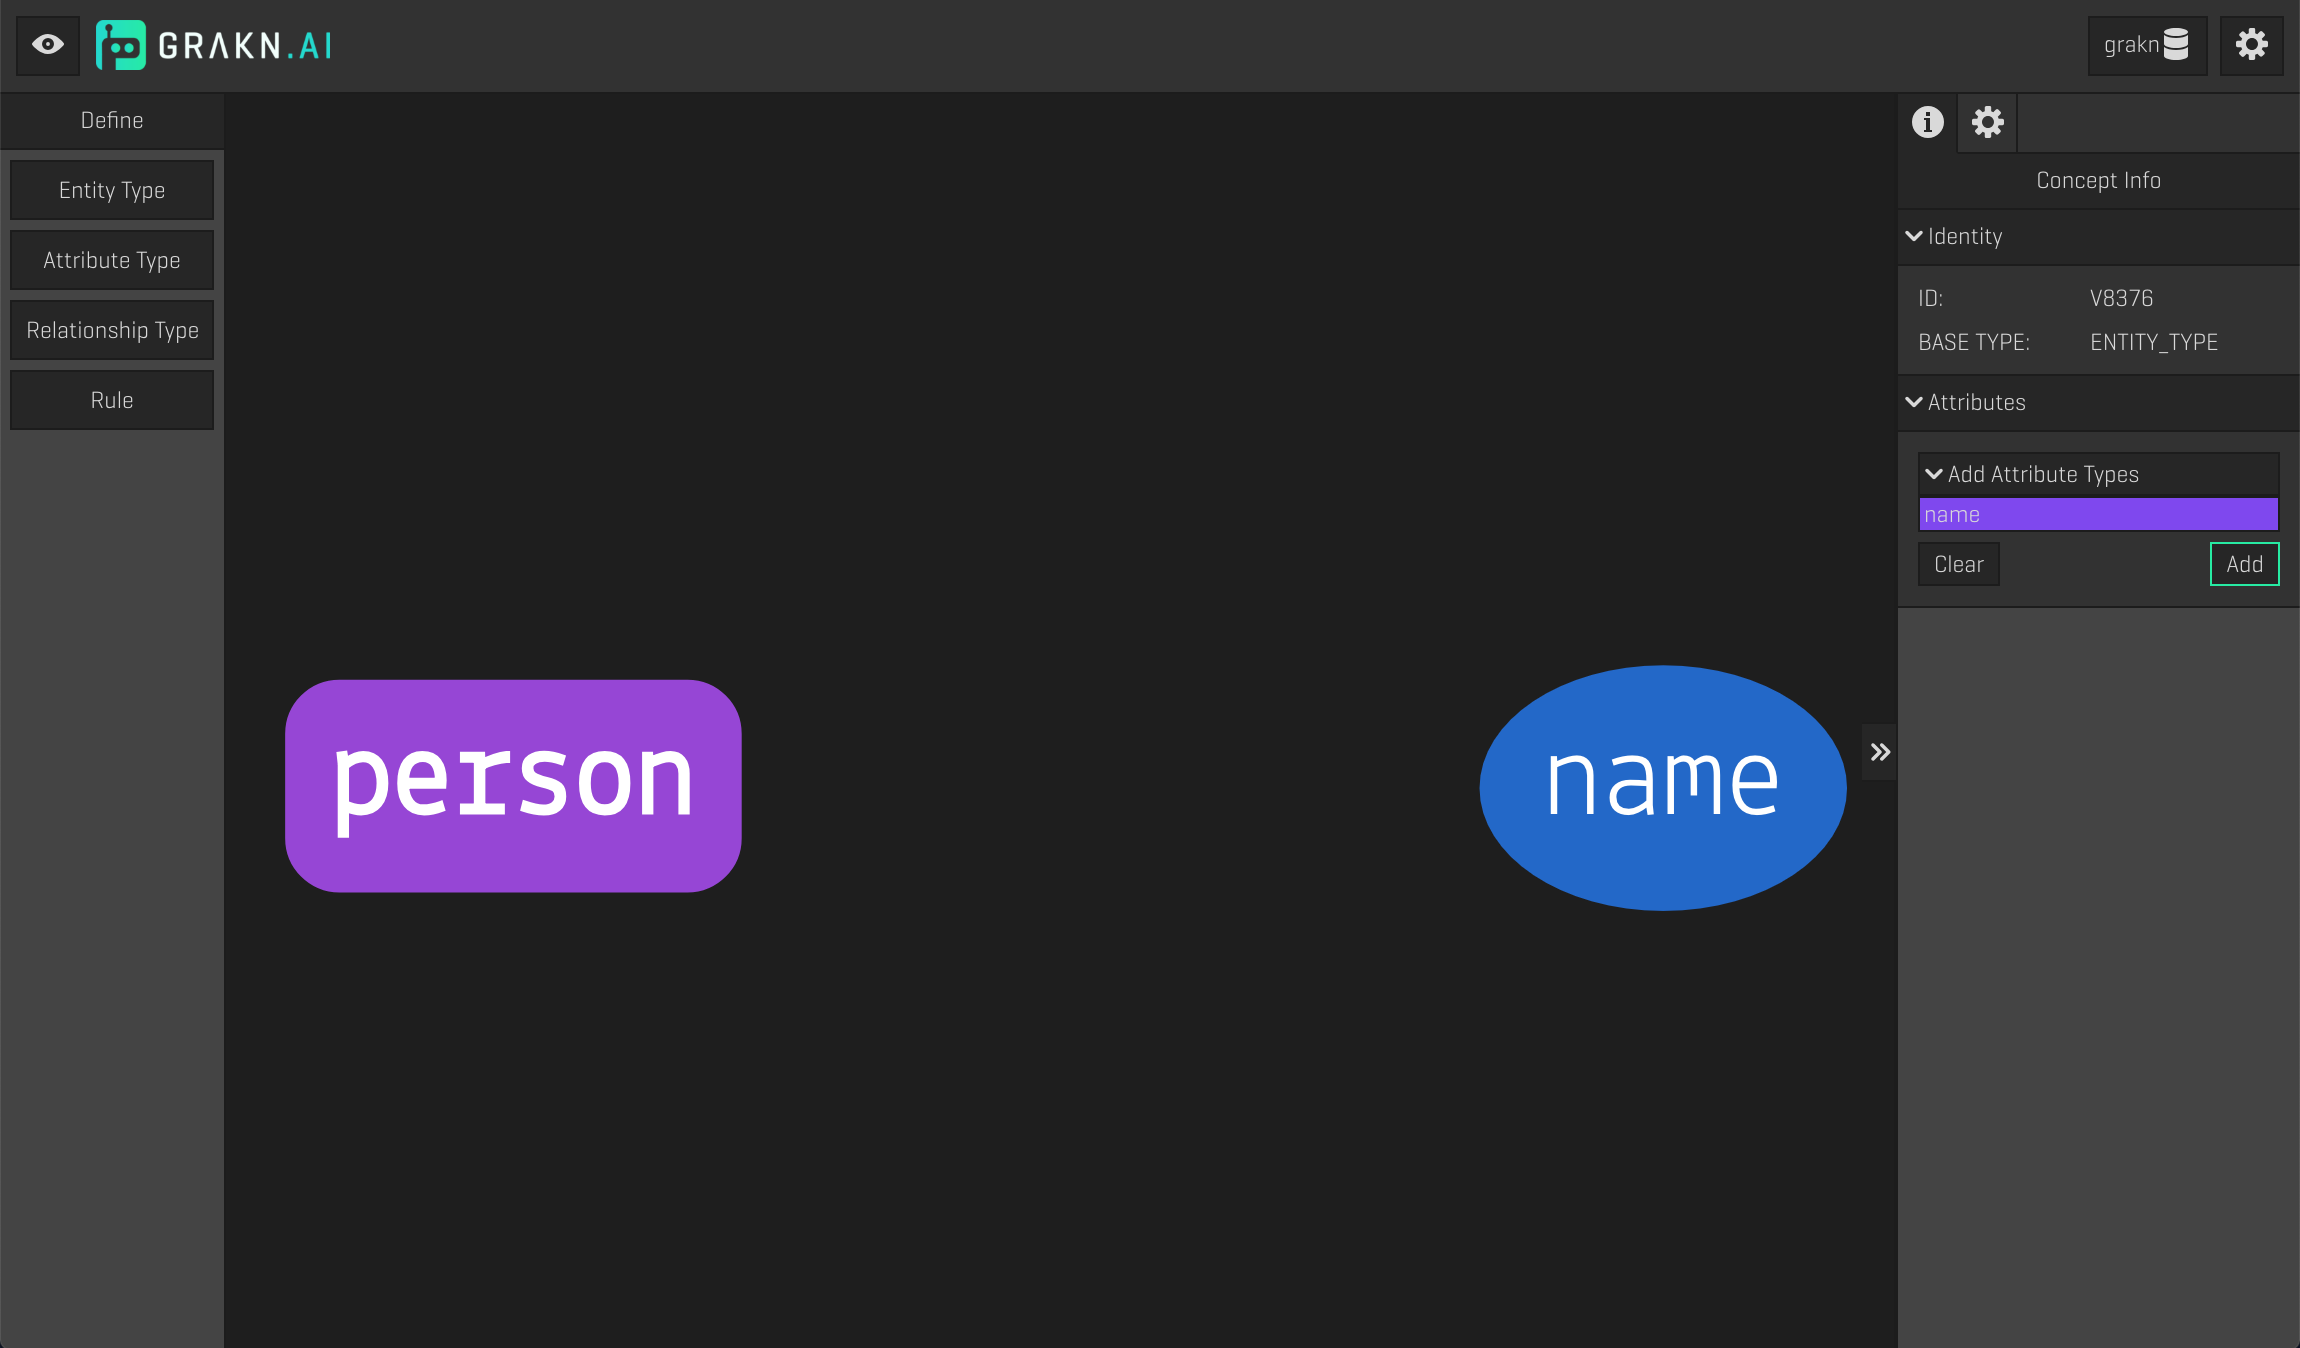 GRAKN.AI
grakn
Define
Entity Type
Attribute Type
Relationship Type
Rule
person
name
Concept Info
Identity
ID: V8376
BASE TYPE: ENTITY_TYPE
Attributes
Add Attribute Types
name
Clear Add